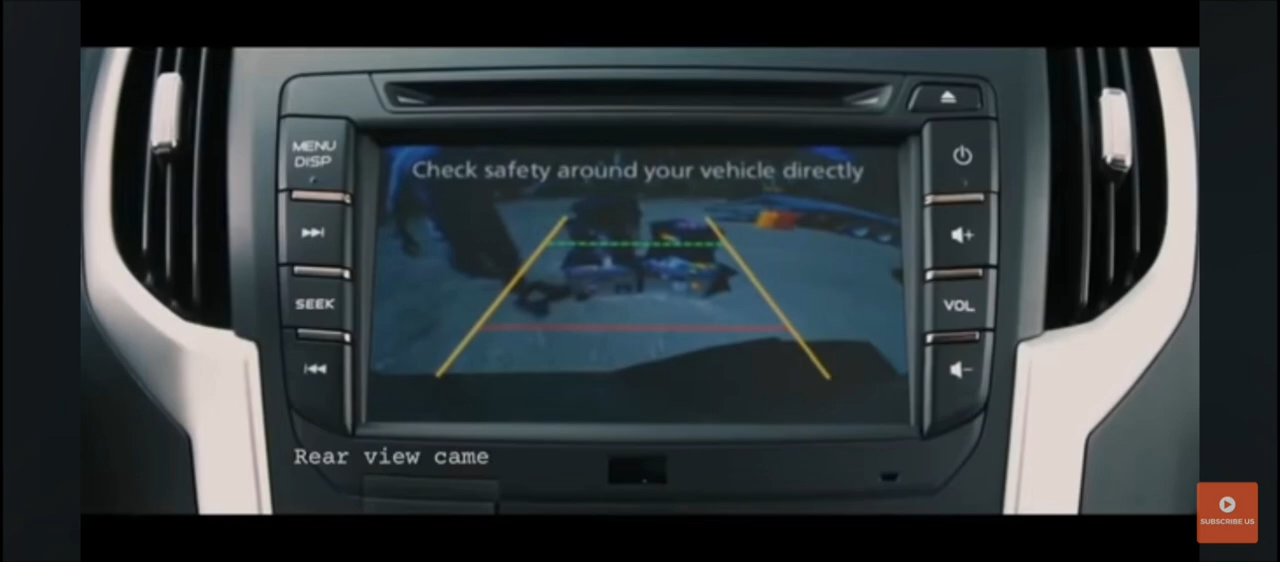 MENU
DISP
Check safety around your vehicle directly
SEEK
VOL
Rear view came
SUBSCRIBE US